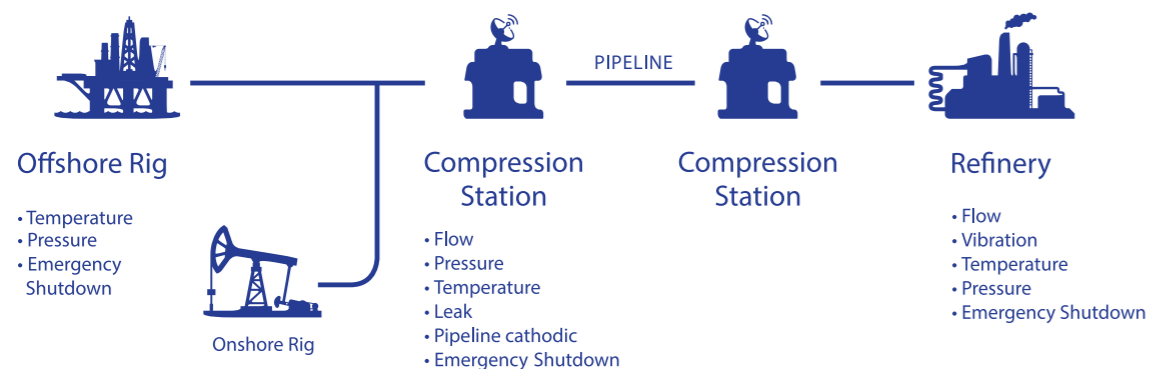 PIPELINE
Offshore Rig
• Temperature
• Pressure
• Emergency
Shutdown
Onshore Rig
Compression
Station
• Flow
• Pressure
• Temperature
• Leak
• Pipeline cathodic
• Emergency Shutdown
Compression
Station
Refinery
• Flow
• Vibration
• Temperature
• Pressure
• Emergency Shutdown